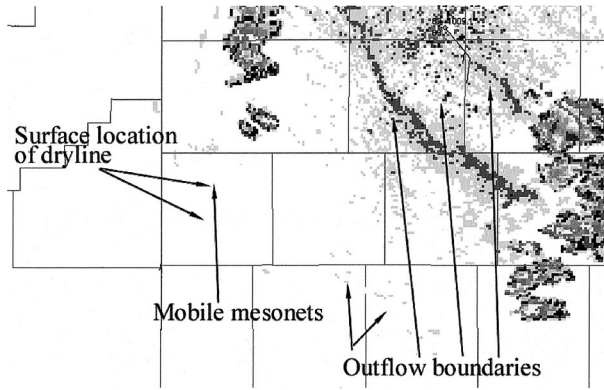 Surface location
of dryline
Mobile mesonets
Outflow boundaries